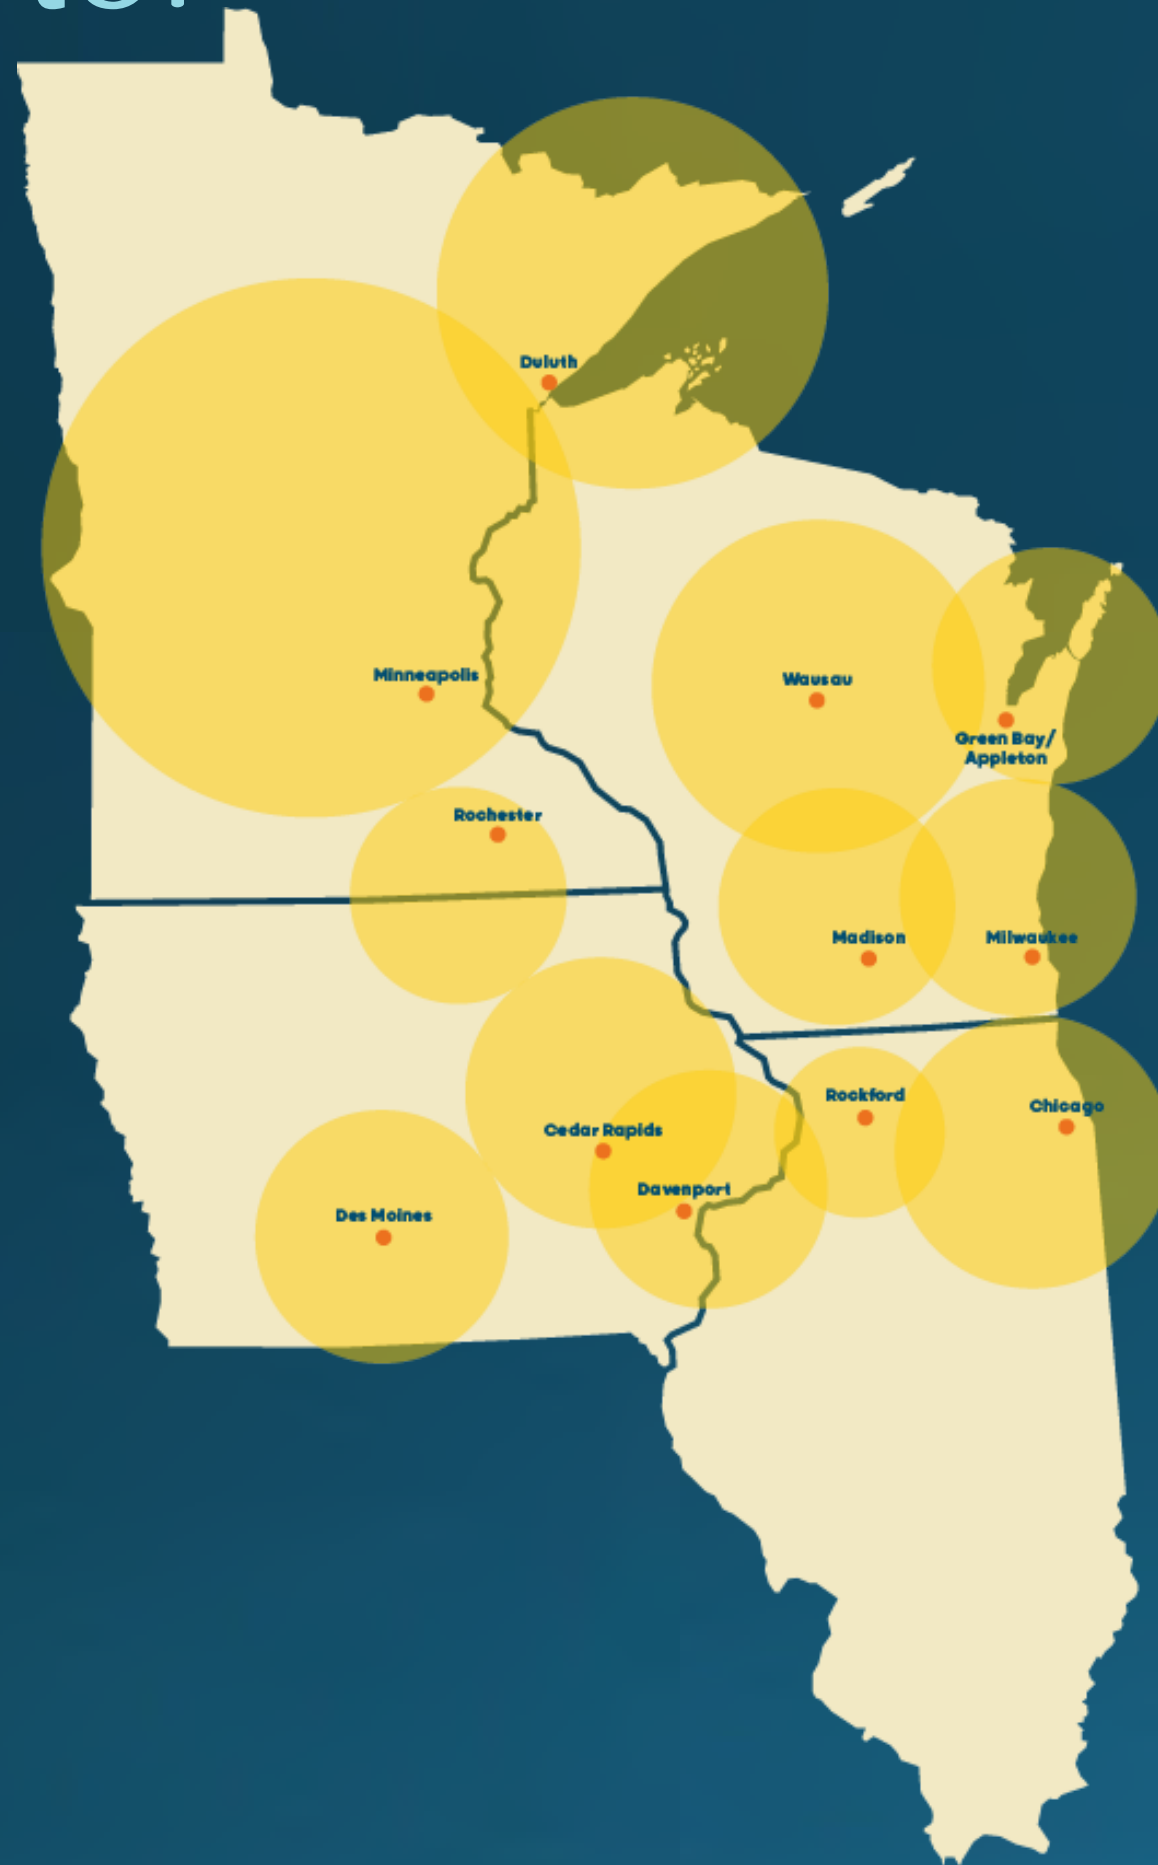 Duluth
Minneapolis
Wausau
Green Bay/
Appleton
Rochester
Madison
Milwaukee
Rockford
Chicago
Cedar Rapids
Davenport
Des Moines